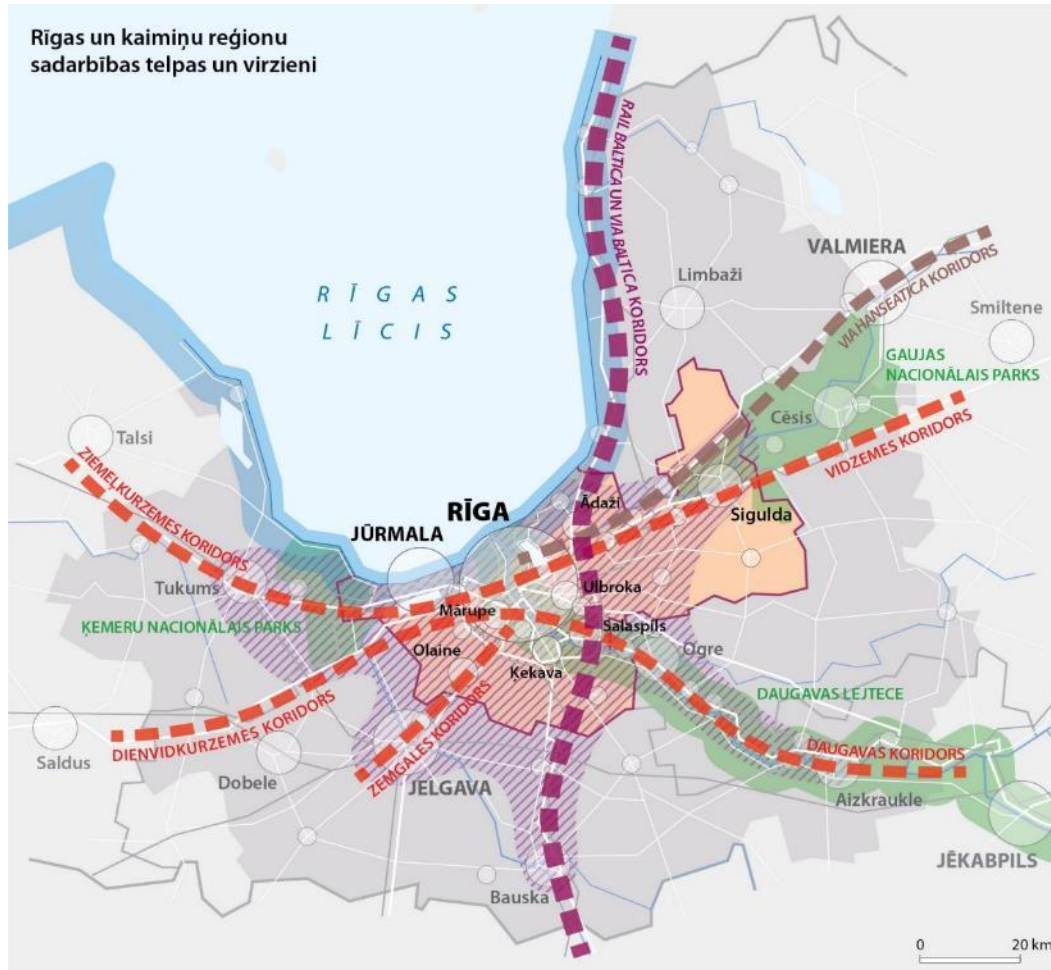 Rīgas un kaimiņu reģionu
sadarbības telpas un virzieni
RAIL BALTICA UN VIA BALTICA KORIDORS
VALMIERA
Limbaži
VIA HANSEATICA KORIDORS
Smiltene
RĪGAS
LĪCIS
GAUJAS
NACIONĀLAIS PARKS
Cēsis
VIDZEMES KORIDORS
Talsi
ZIEMEĻKURZEMES KORIDORS
RĪGA
Ādaži
Sigulda
JŪRMALA
Tukums
Ulbroka
Mārupe
ĶEMERU NACIONĀLAIS PARKS
Salaspils
Olaine
Ogre
Ķekava
DAUGAVAS LEJTECE
DIENVIDKURZEMES KORIDORS
ZEMGALES KORIDORS
DAUGAVAS KORIDORS
Saldus
Dobele
JELGAVA
Aizkraukle
JĒKABPILS
Bauska
0 20 km